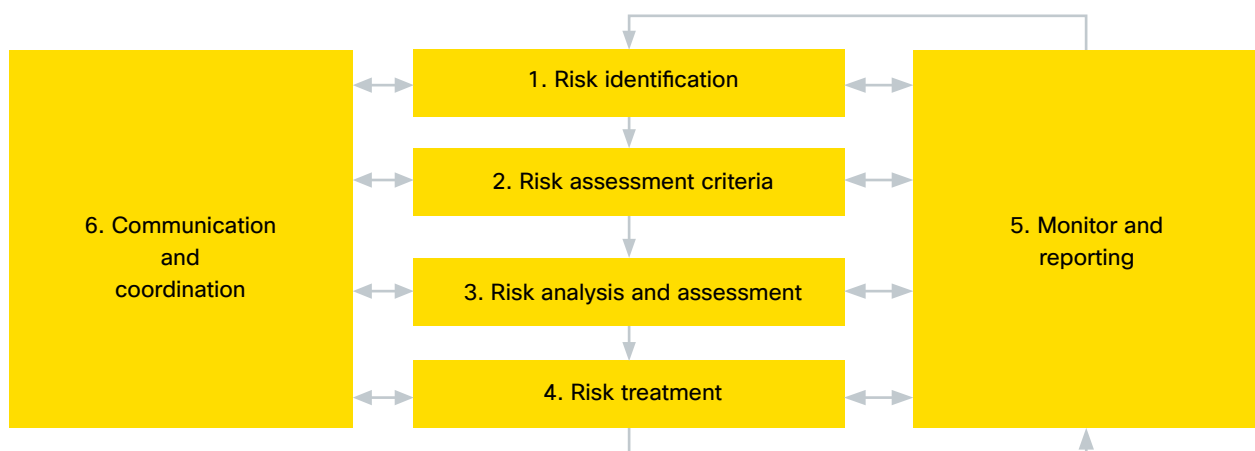 1. Risk identification
2. Risk assessment criteria
3. Risk analysis and assessment
4. Risk treatment
5. Monitor and
reporting
6. Communication
and
coordination